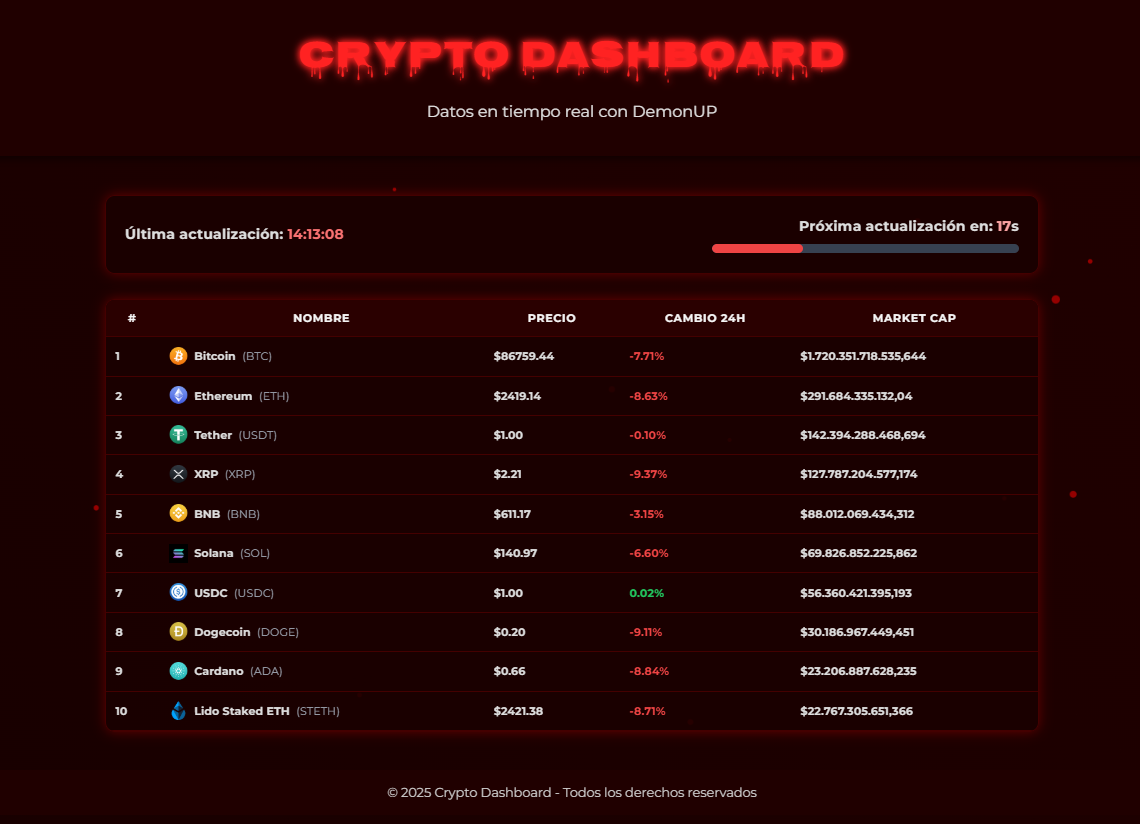 CRYPTO DASHBOARD
Datos en tiempo real con DemonUP
Última actualización: 14:13:08
Próxima actualización en: 17s
# NOMBRE PRECIO CAMBIO 24H MARKET CAP
1 Bitcoin (BTC) $86759.44 -7.71% $1.720.351.718.535,644
2 Ethereum (ETH) $2419.14 -8.63% $291.684.335.132,04
3 Tether (USDT) $1.00 -0.10% $142.394.288.468,694
4 XRP (XRP) $2.21 -9.37% $127.787.204.577,174
5 BNB (BNB) $611.17 -3.15% $88.012.069.434,312
6 Solana (SOL) $140.97 -6.60% $69.826.852.225,862
7 USDC (USDC) $1.00 0.02% $56.360.421.395,193
8 Dogecoin (DOGE) $0.20 -9.11% $30.186.967.449,451
9 Cardano (ADA) $0.66 -8.84% $23.206.887.628,235
10 Lido Staked ETH (STETH) $2421.38 -8.71% $22.767.305.651,366
© 2025 Crypto Dashboard - Todos los derechos reservados